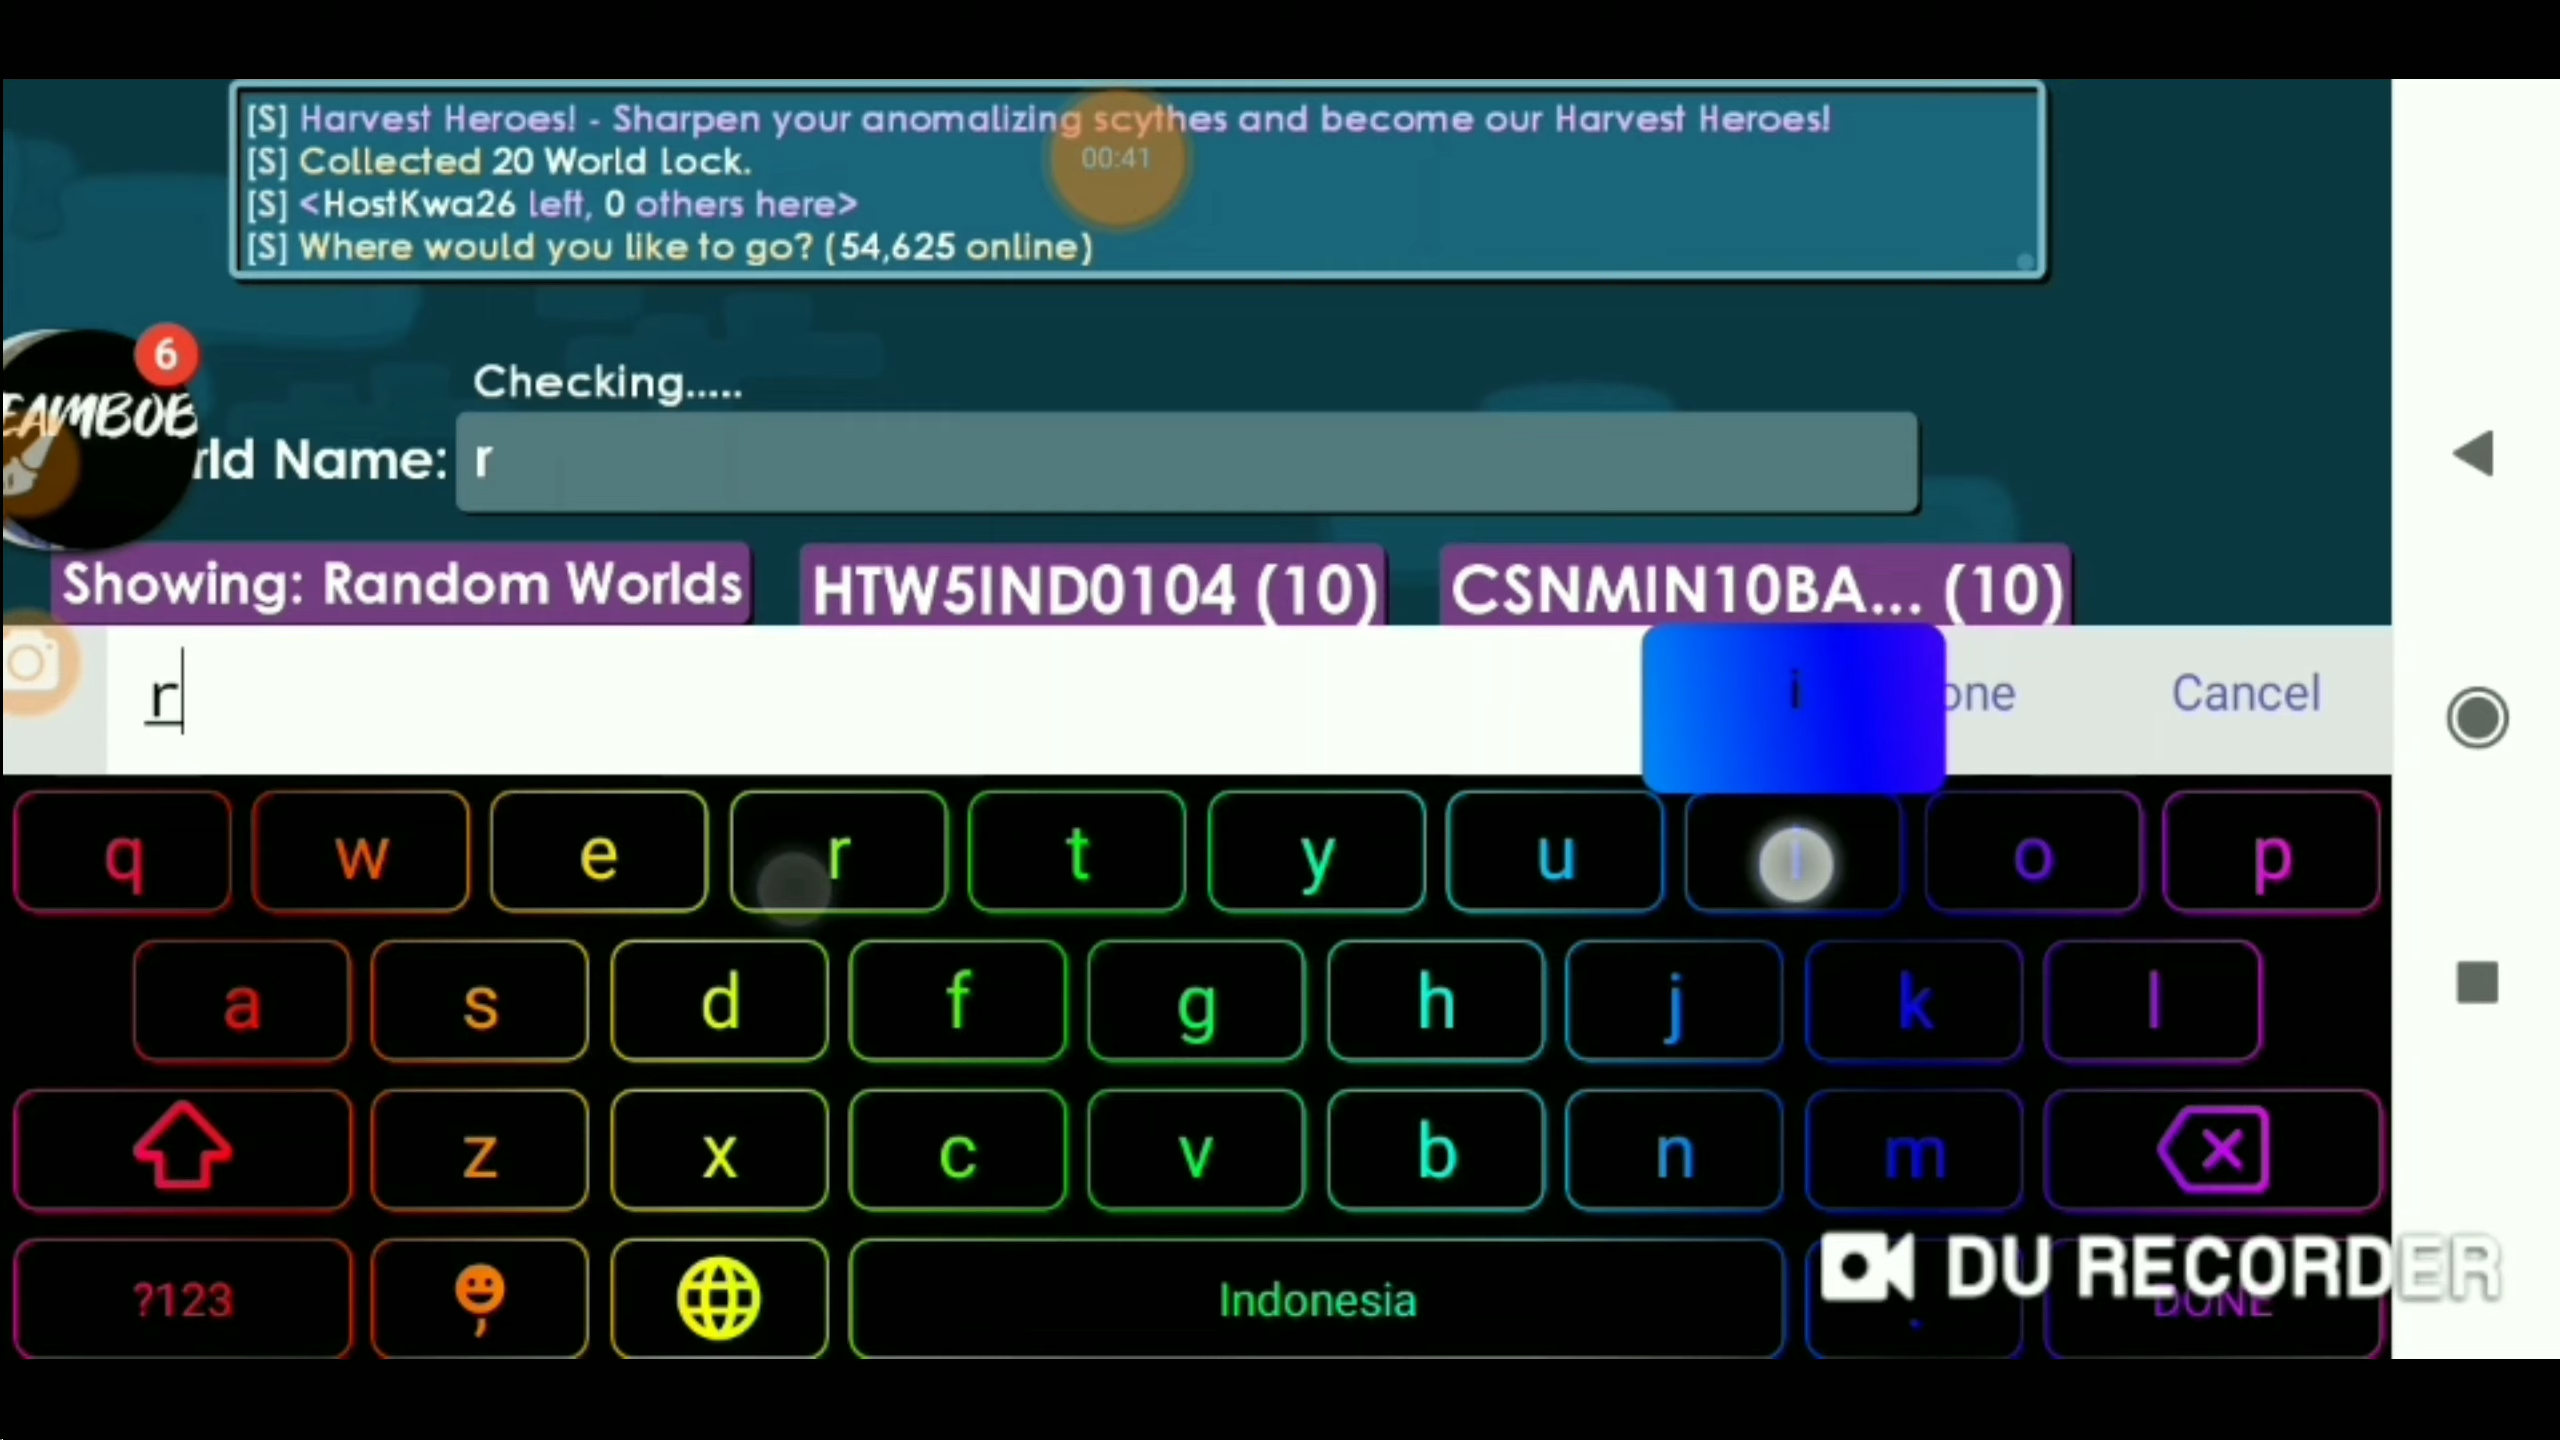 [S] Harvest Heroes! - Sharpen your anomalizing scythes and become our Harvest Heroes!
[S] Collected 20 World Lock.
00:41
[S] <HostKwa26 left, 0 others here>
[S] Where would you like to go? (54,625 online)
6
EAMBOB
Checking.....
rld Name: r
Showing: Random Worlds HTW5IND0104 (10) CSNMIN10BA... (10)
r i one Cancel
q w e r t y u i o p
a s d f g h j k l
z x c v b n m
?123 , Indonesia . DONE
DU RECORDER